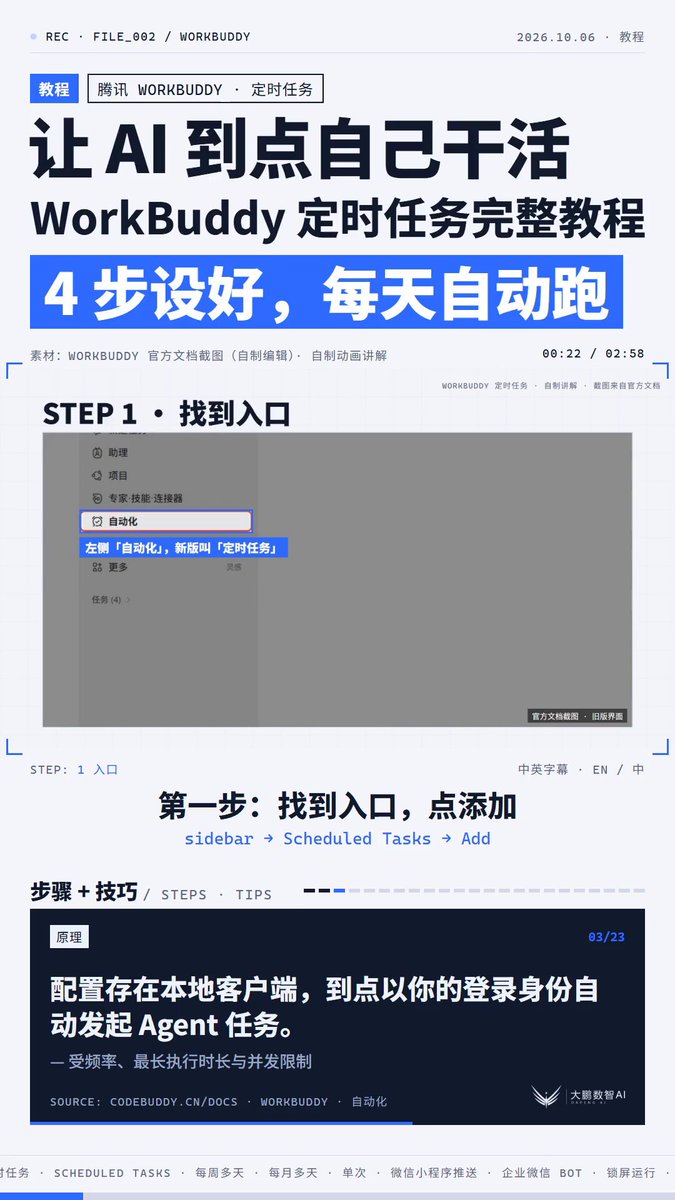 REC · FILE_002 / WORKBUDDY
2026.10.06 · 教程
教程
腾讯 WORKBUDDY · 定时任务
让 AI 到点自己干活
WorkBuddy 定时任务完整教程
4 步设好，每天自动跑
素材：WORKBUDDY 官方文档截图（自制编辑）· 自制动画讲解
00:22 / 02:58
WORKBUDDY 定时任务 · 自制讲解 · 截图来自官方文档
STEP 1 · 找到入口
助理
项目
专家·技能·连接器
自动化
左侧「自动化」，新版叫「定时任务」
更多
灵感
任务 (4) >
官方文档截图 · 旧版界面
STEP: 1 入口
中英字幕 · EN / 中
第一步：找到入口，点添加
sidebar → Scheduled Tasks → Add
步骤 + 技巧 / STEPS · TIPS
原理
03/23
配置存在本地客户端，到点以你的登录身份自
动发起 Agent 任务。
— 受频率、最长执行时长与并发限制
SOURCE: CODEBUDDY.CN/DOCS · WORKBUDDY · 自动化
大鹏数智AI
DAPENG AI
时任务 · SCHEDULED TASKS · 每周多天 · 每月多天 · 单次 · 微信小程序推送 · 企业微信 BOT · 锁屏运行 ·